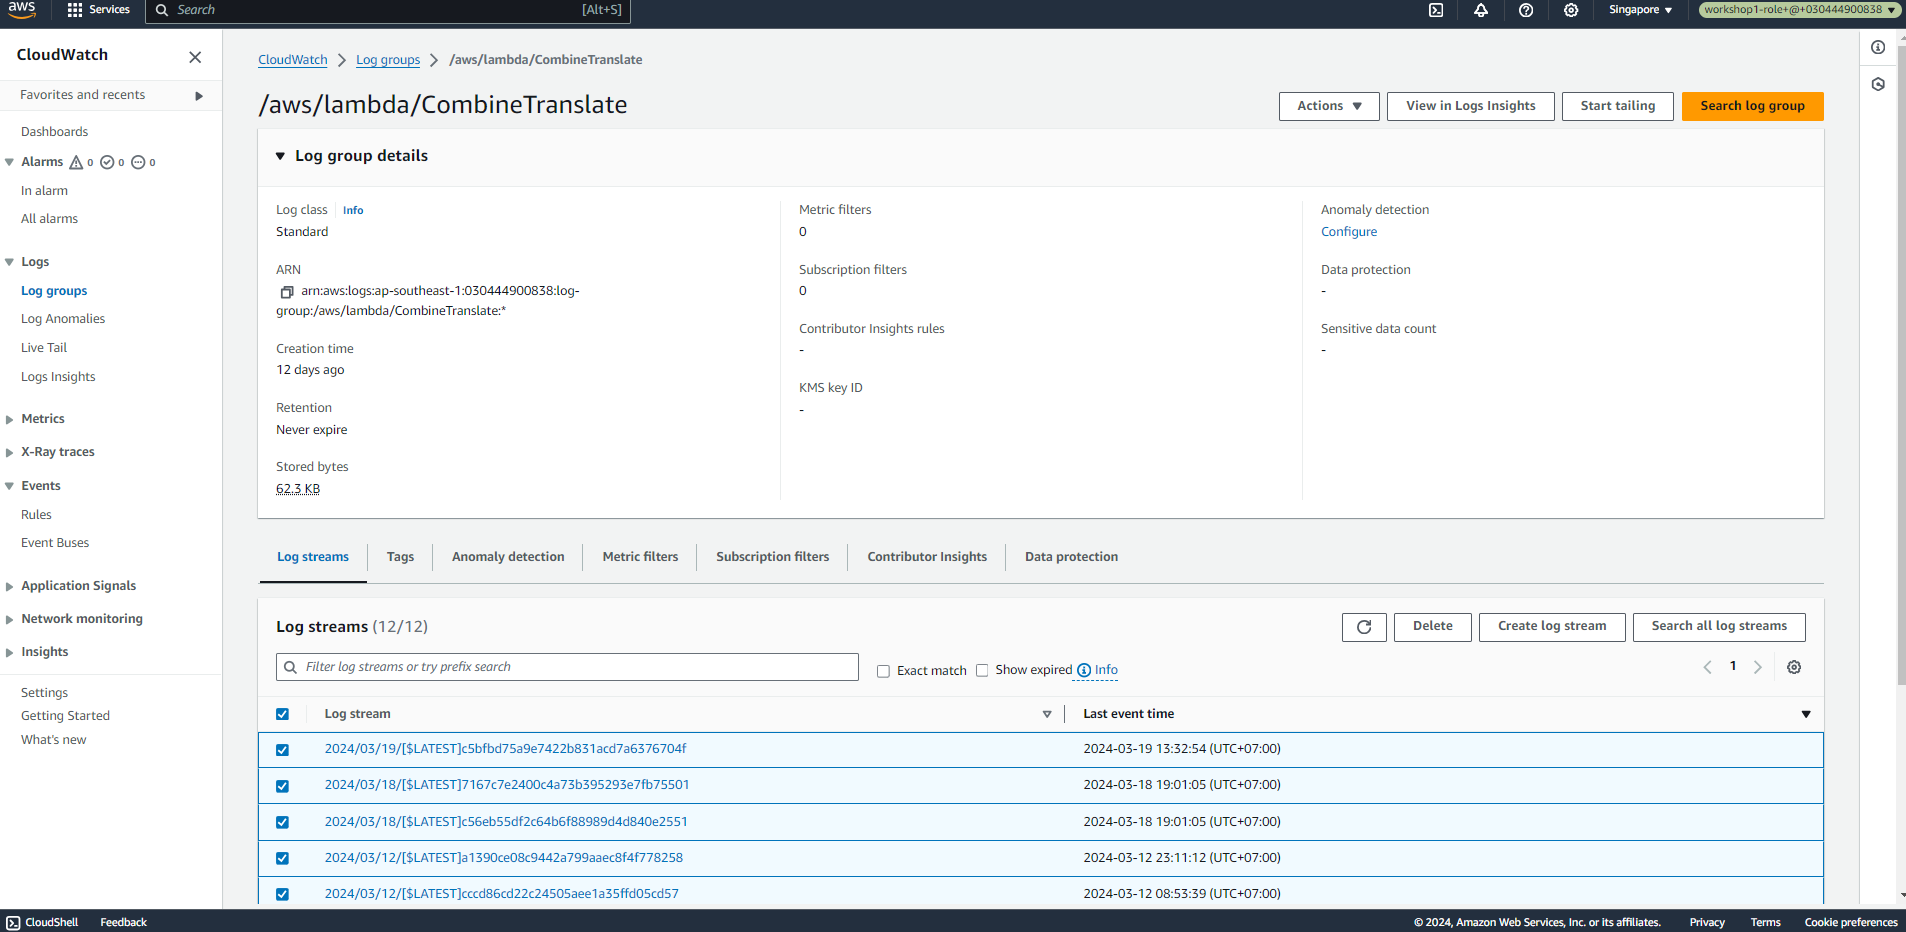 aws
Services
Search
[Alt+S]
Singapore
workshop1-role+@+030444900838
CloudWatch
Favorites and recents
Dashboards
Alarms 0 0 0
In alarm
All alarms
Logs
Log groups
Log Anomalies
Live Tail
Logs Insights
Metrics
X-Ray traces
Events
Rules
Event Buses
Application Signals
Network monitoring
Insights
Settings
Getting Started
What's new
CloudWatch > Log groups > /aws/lambda/CombineTranslate
/aws/lambda/CombineTranslate
Actions
View in Logs Insights
Start tailing
Search log group
Log group details
Log class Info
Standard
ARN
arn:aws:logs:ap-southeast-1:030444900838:log-
group:/aws/lambda/CombineTranslate:*
Creation time
12 days ago
Retention
Never expire
Stored bytes
62.3 KB
Metric filters
0
Subscription filters
0
Contributor Insights rules
-
KMS key ID
-
Anomaly detection
Configure
Data protection
-
Sensitive data count
-
Log streams
Tags
Anomaly detection
Metric filters
Subscription filters
Contributor Insights
Data protection
Log streams (12/12)
Delete
Create log stream
Search all log streams
Filter log streams or try prefix search
Exact match
Show expired
Info
1
Log stream
Last event time
2024/03/19/[$LATEST]c5bfbd75a9e7422b831acd7a6376704f
2024-03-19 13:32:54 (UTC+07:00)
2024/03/18/[$LATEST]7167c7e2400c4a73b395293e7fb75501
2024-03-18 19:01:05 (UTC+07:00)
2024/03/18/[$LATEST]c56eb55df2c64b6f88989d4d840e2551
2024-03-18 19:01:05 (UTC+07:00)
2024/03/12/[$LATEST]a1390ce08c9442a799aaec8f4f778258
2024-03-12 23:11:12 (UTC+07:00)
2024/03/12/[$LATEST]cccd86cd22c24505aee1a35ffd05cd57
2024-03-12 08:53:39 (UTC+07:00)
CloudShell
Feedback
© 2024, Amazon Web Services, Inc. or its affiliates.
Privacy
Terms
Cookie preferences